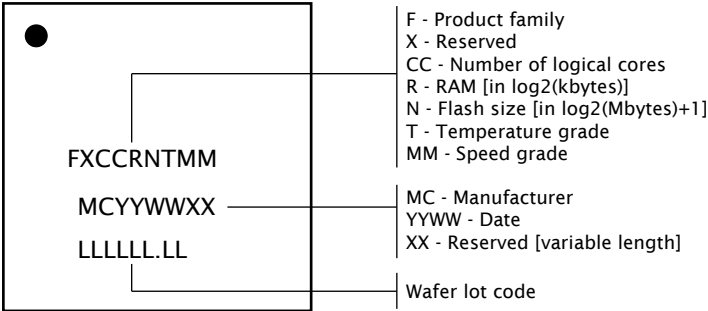 F - Product family
X - Reserved
CC - Number of logical cores
R - RAM [in log2(kbytes)]
N - Flash size [in log2(Mbytes)+1]
T - Temperature grade
MM - Speed grade
FXCCRNTMM
MCYYWWXX
LLLLLL.LL
MC - Manufacturer
YYWW - Date
XX - Reserved [variable length]
Wafer lot code